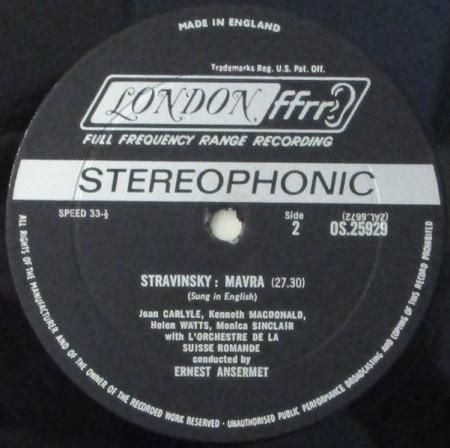 MADE IN ENGLAND
Trademarks Reg. U.S. Pat. Off.
LONDON ffrr
FULL FREQUENCY RANGE RECORDING
STEREOPHONIC
SPEED 33-⅓
Side
2
(ZAL.6672)
OS.25929
STRAVINSKY : MAVRA (27.30)
(Sung in English)
Joan CARLYLE, Kenneth MACDONALD,
Helen WATTS, Monica SINCLAIR
with L'ORCHESTRE DE LA
SUISSE ROMANDE
conducted by
ERNEST ANSERMET
ALL RIGHTS OF THE MANUFACTURER AND OF THE OWNER OF THE RECORDED WORK RESERVED · UNAUTHORISED PUBLIC PERFORMANCE BROADCASTING AND COPYING OF THIS RECORD PROHIBITED